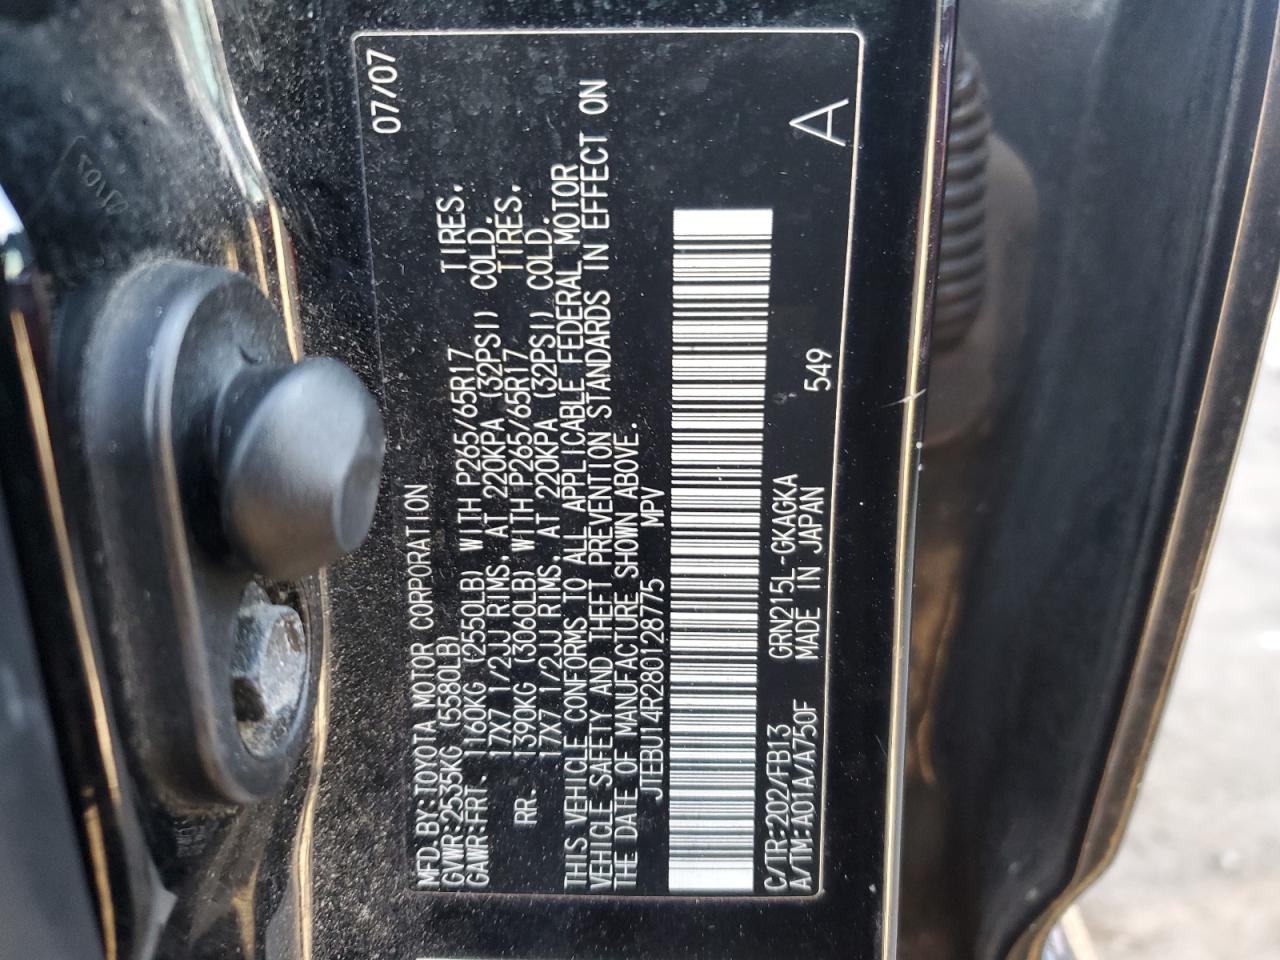 07/07
MFD.BY:TOYOTA MOTOR CORPORATION
GVWR:2535KG (5580LB)
GAWR:FRT. 1160KG (2550LB) WITH P265/65R17 TIRES.
17X7 1/2JJ RIMS. AT 220KPA (32PSI) COLD.
RR. 1390KG (3060LB) WITH P265/65R17 TIRES.
17X7 1/2JJ RIMS. AT 220KPA (32PSI) COLD.
THIS VEHICLE CONFORMS TO ALL APPLICABLE FEDERAL MOTOR
VEHICLE SAFETY AND THEFT PREVENTION STANDARDS IN EFFECT ON
THE DATE OF MANUFACTURE SHOWN ABOVE.
JTEBU14R280128775 MPV
C/TR:202/FB13 GRN215L-GKAGKA 549 A
A/TM:A01A/A750F MADE IN JAPAN